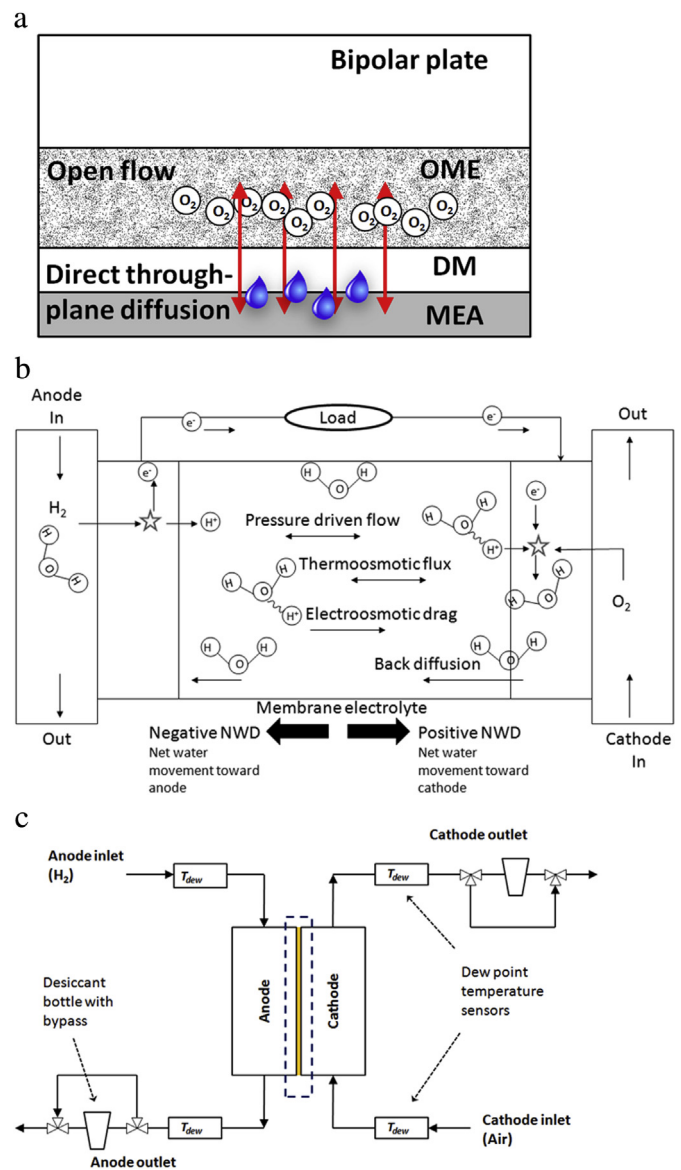 a
Bipolar plate
Open flow
OME
O2 O2 O2 O2 O2 O2 O2 O2 O2 O2
Direct through-
plane diffusion
DM
MEA
b
Anode
In
Load
e-
e-
Out
H2
H
O
H
e-
H+
H
O
H
Pressure driven flow
Thermoosmotic flux
H
O
H
H+
Electroosmotic drag
H
O
H
Back diffusion
H
O
H
H
O
H
H+
e-
H
O
H
O2
Out
Membrane electrolyte
Negative NWD
Net water
movement toward
anode
Positive NWD
Net water
movement toward
cathode
Cathode
In
c
Anode inlet
(H2)
Tdew
Cathode outlet
Tdew
Desiccant
bottle with
bypass
Anode
Cathode
Dew point
temperature
sensors
Tdew
Anode outlet
Tdew
Cathode inlet
(Air)